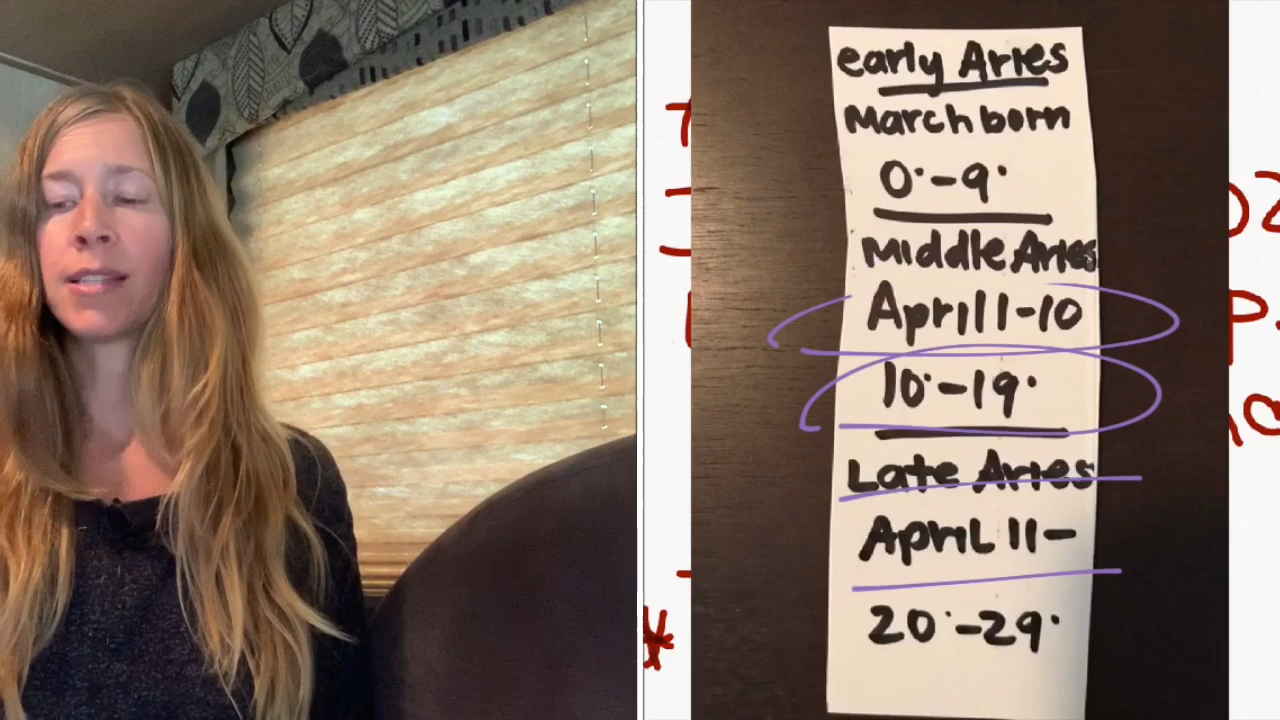 early Aries
March born
0°-9°
Middle Aries
April 1-10
10°-19°
Late Aries
April 11-
20°-29°